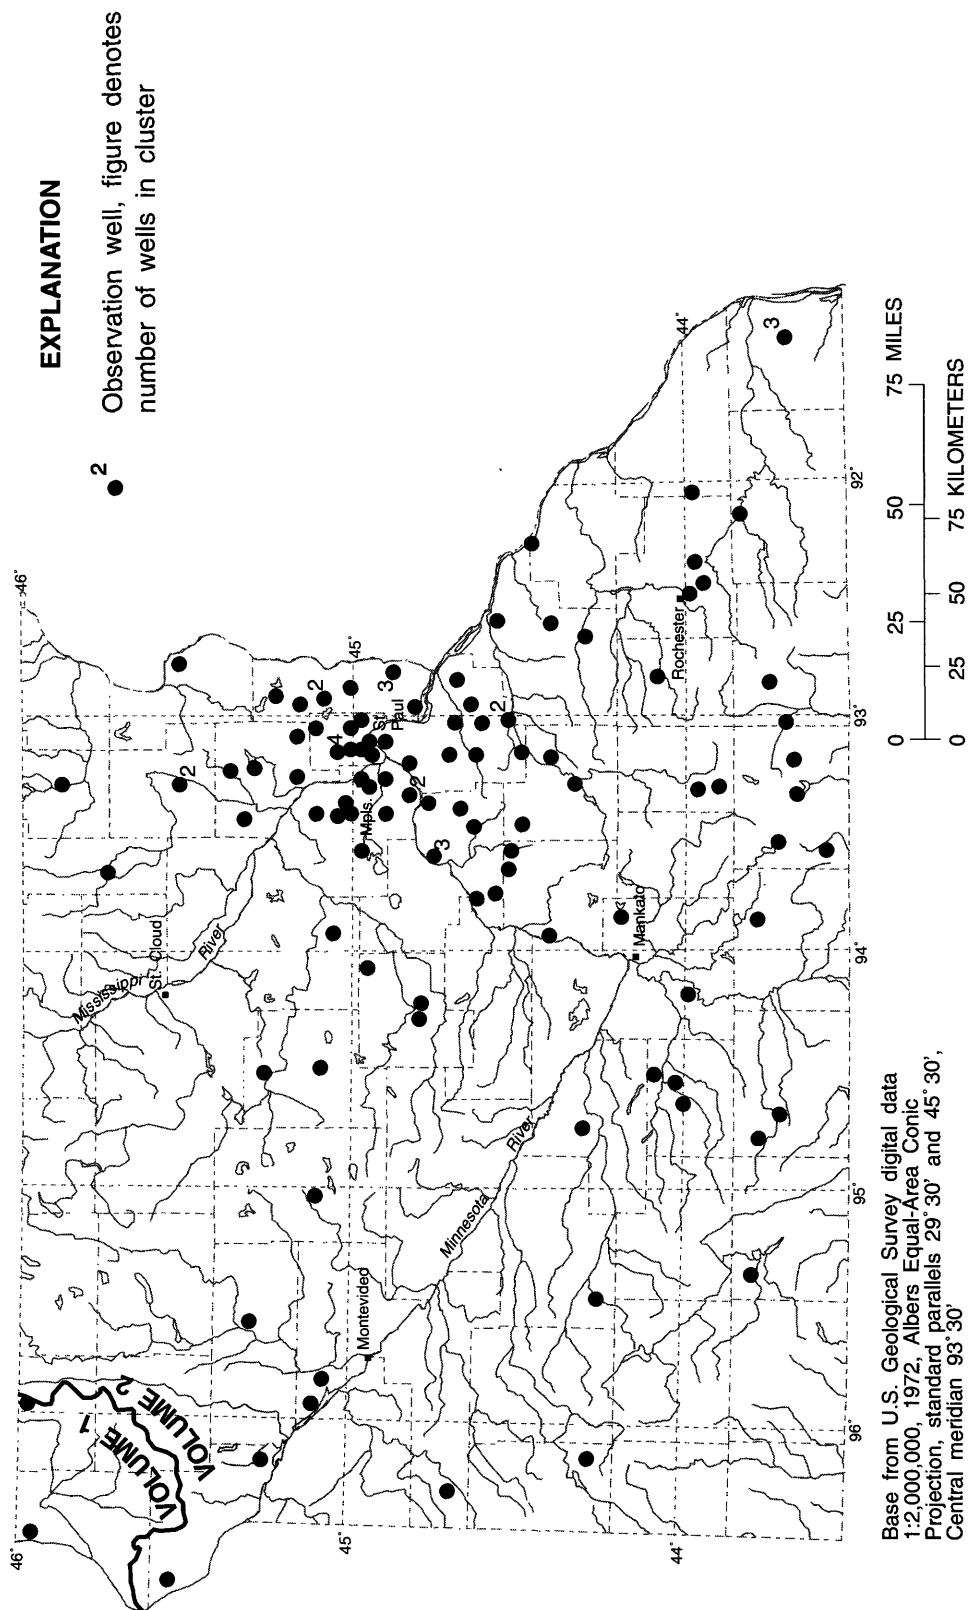 EXPLANATION
2
Observation well, figure denotes
number of wells in cluster
46°
46°
45°
45°
44°
44°
96°
95°
94°
93°
92°
VOLUME 1
VOLUME 2
Mississippi
River
St. Cloud
Montevideo
Minnesota
River
Mankato
Mpls.
St.
Paul
Rochester
2
2
4
3
2
3
2
3
0 25 50 75 MILES
0 25 50 75 KILOMETERS
Base from U.S. Geological Survey digital data
1:2,000,000, 1972, Albers Equal-Area Conic
Projection, standard parallels 29° 30' and 45° 30',
Central meridian 93° 30'